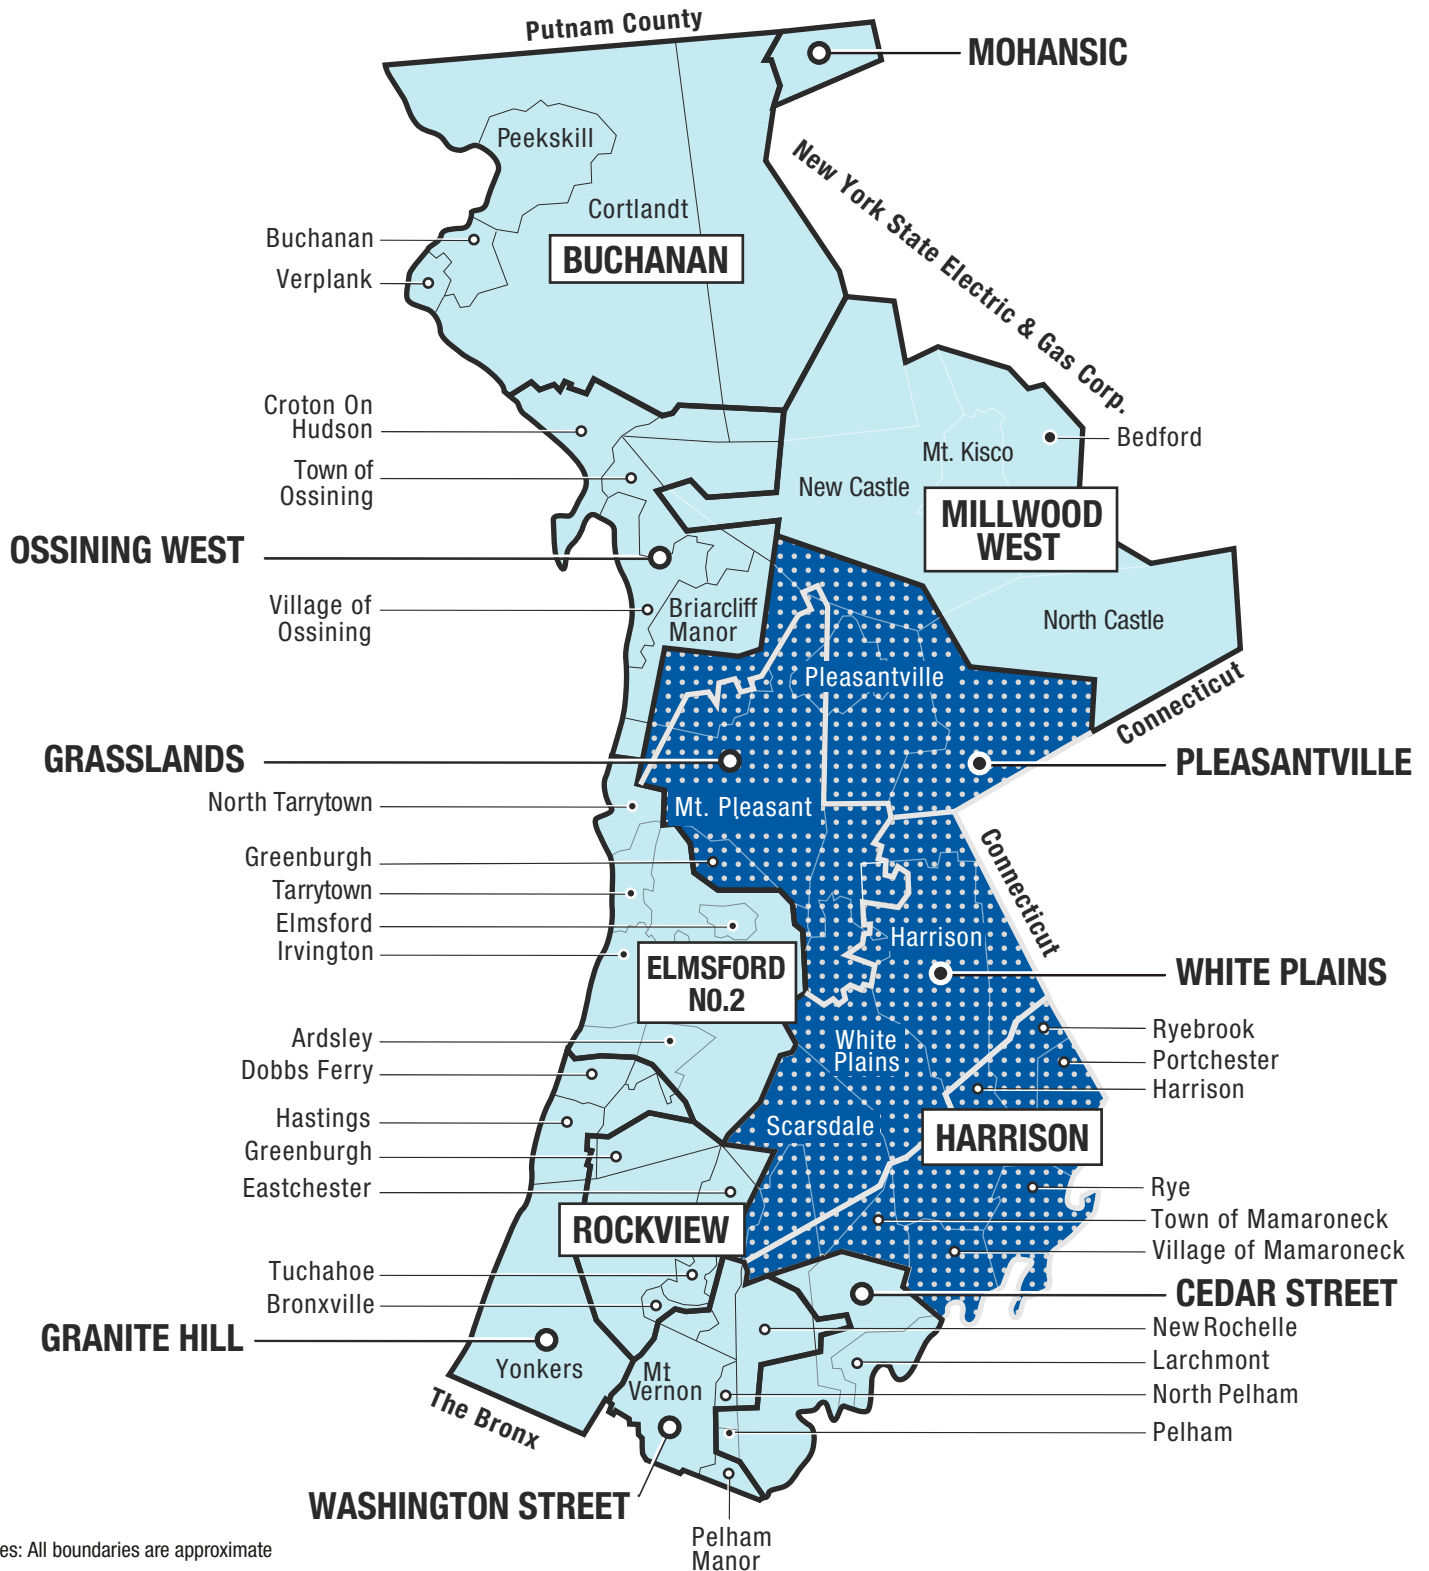 Putnam County
MOHANSIC
Peekskill
New York State Electric & Gas Corp.
Cortlandt
Buchanan
BUCHANAN
Verplank
Croton On
Hudson
Bedford
Mt. Kisco
Town of
Ossining
New Castle
MILLWOOD
WEST
OSSINING WEST
Village of
Ossining
Briarcliff
Manor
North Castle
Pleasantville
Connecticut
GRASSLANDS
PLEASANTVILLE
North Tarrytown
Mt. Pleasant
Connecticut
Greenburgh
Tarrytown
Elmsford
Irvington
Harrison
ELMSFORD
NO.2
WHITE PLAINS
Ardsley
White
Plains
Ryebrook
Portchester
Harrison
Dobbs Ferry
Hastings
Scarsdale
HARRISON
Greenburgh
Eastchester
Rye
ROCKVIEW
Town of Mamaroneck
Village of Mamaroneck
Tuchahoe
CEDAR STREET
Bronxville
New Rochelle
GRANITE HILL
Yonkers
Mt
Vernon
Larchmont
North Pelham
The Bronx
Pelham
WASHINGTON STREET
Pelham
Manor
es: All boundaries are approximate